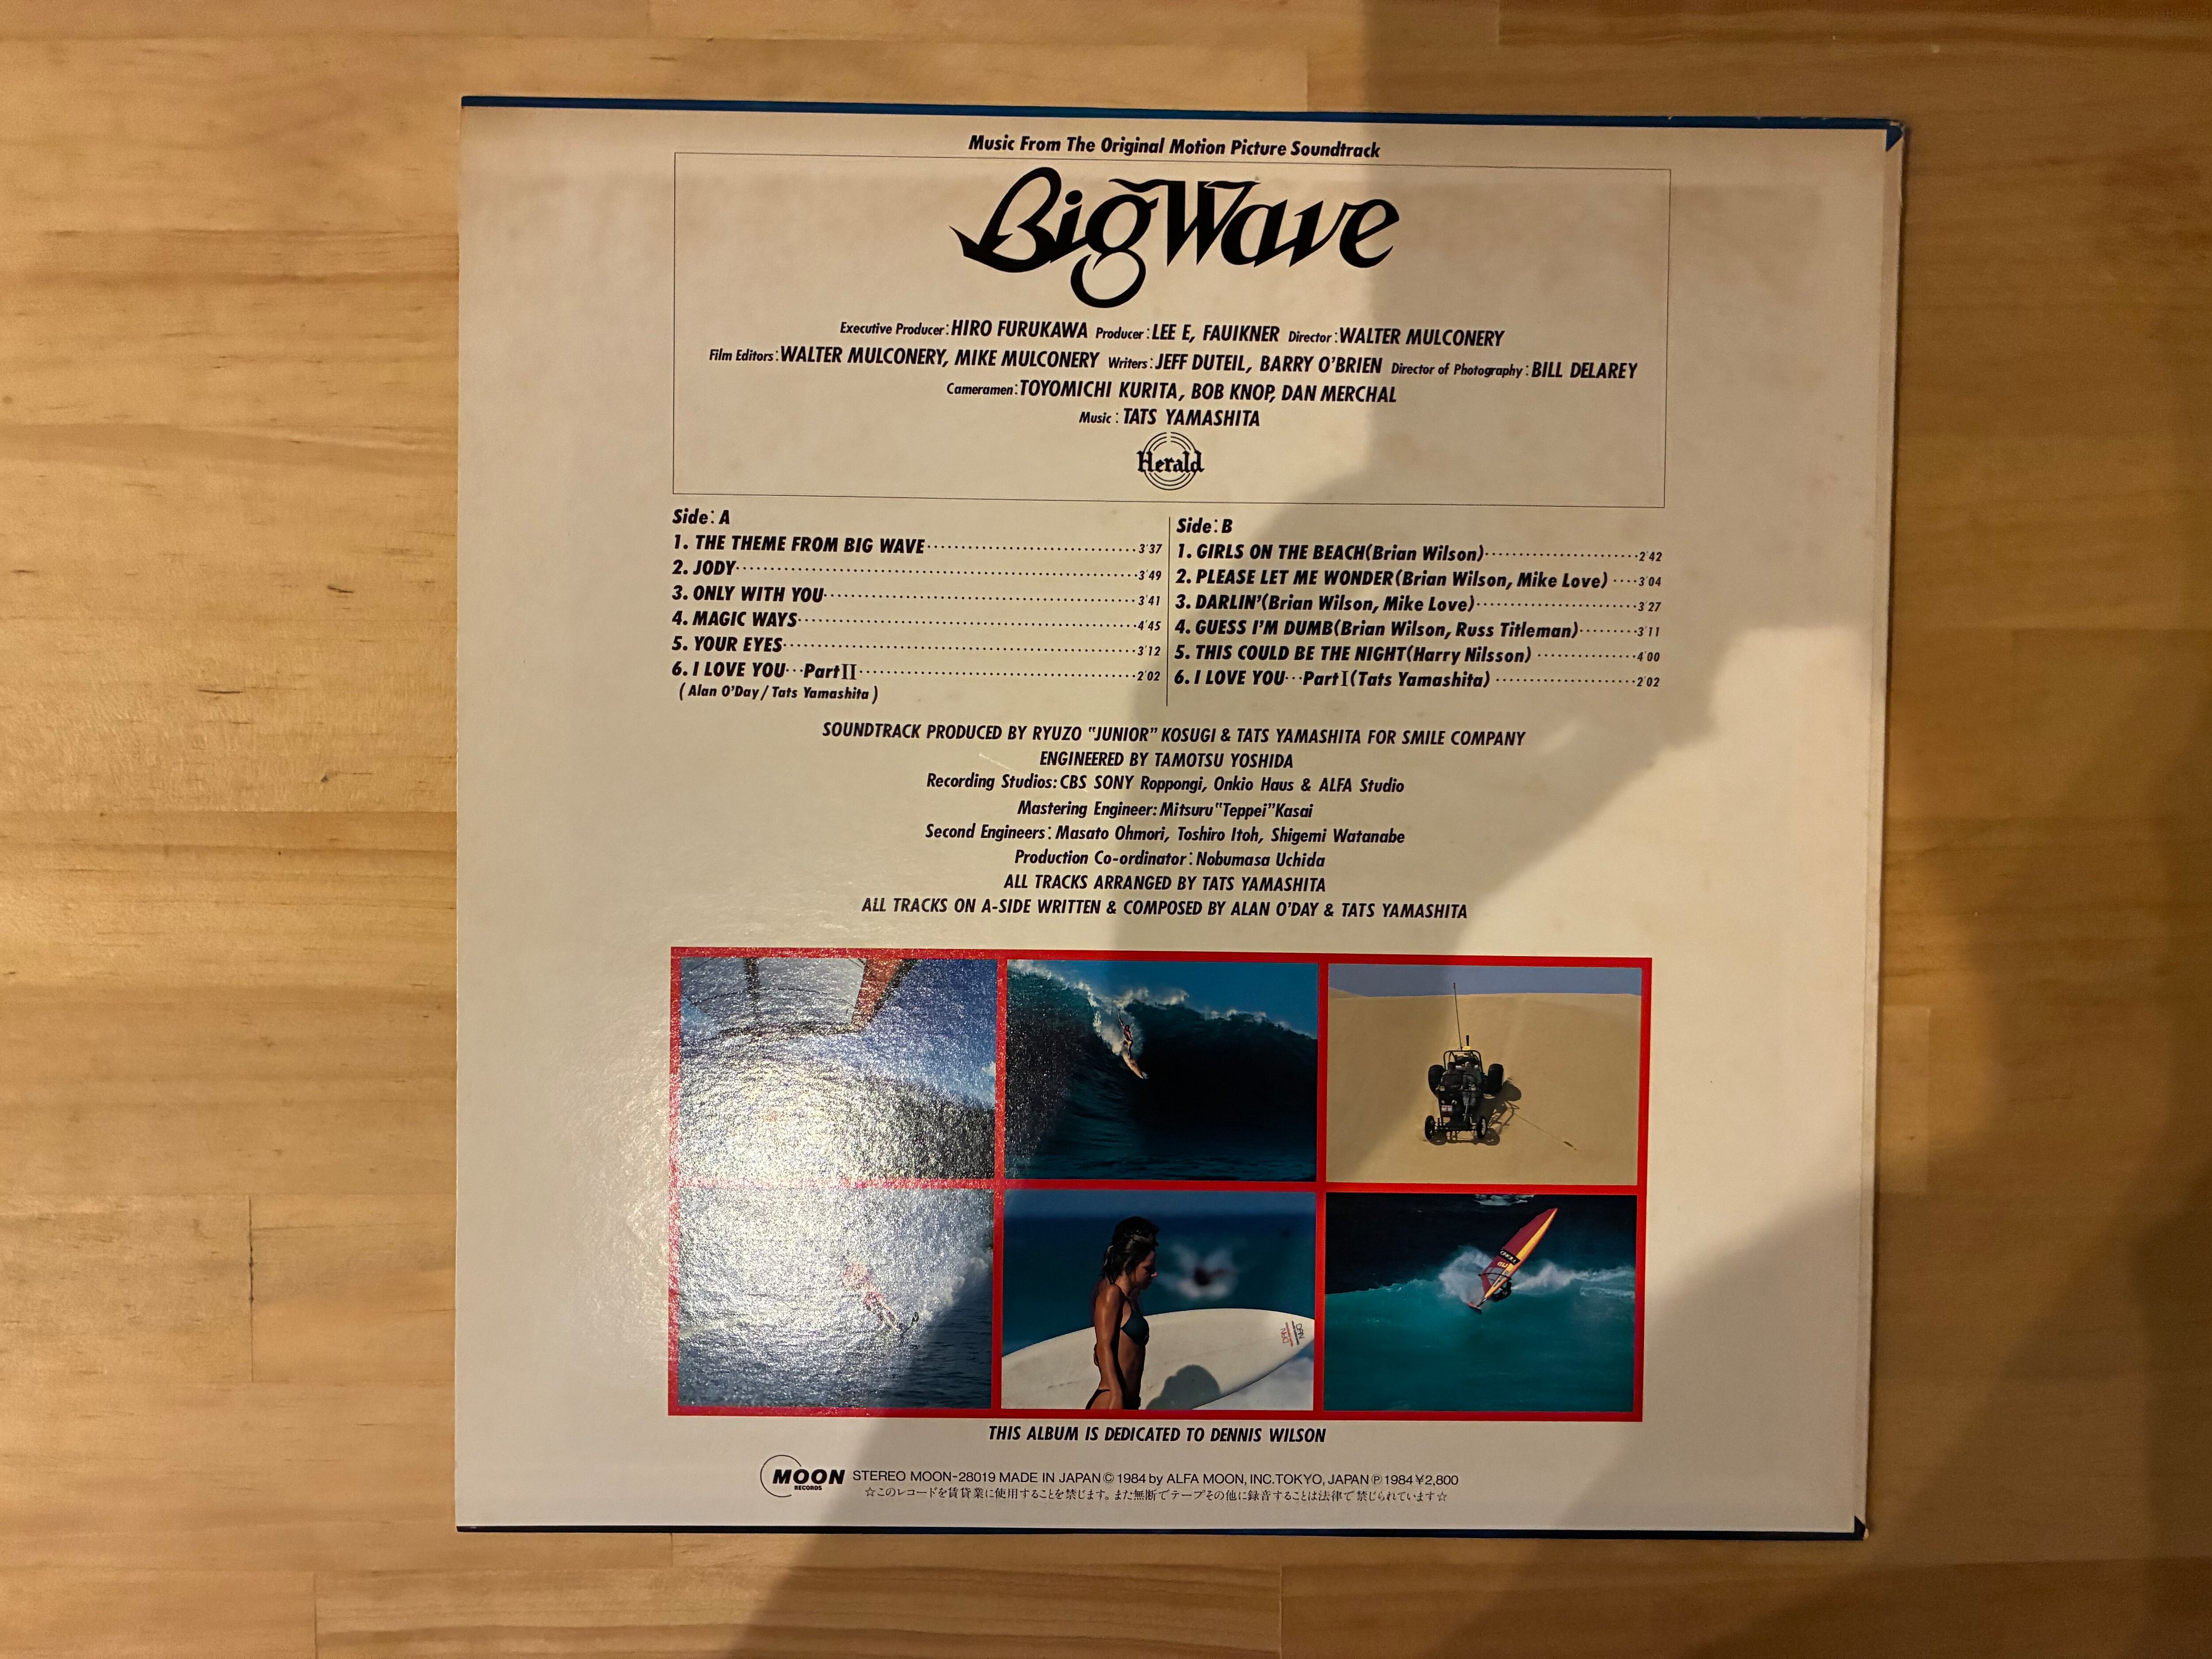 Music From The Original Motion Picture Soundtrack
Big Wave
Executive Producer:HIRO FURUKAWA Producer:LEE E, FAUIKNER Director:WALTER MULCONERY
Film Editors:WALTER MULCONERY, MIKE MULCONERY Writers:JEFF DUTEIL, BARRY O'BRIEN Director of Photography:BILL DELAREY
Cameramen:TOYOMICHI KURITA, BOB KNOP, DAN MERCHAL
Music:TATS YAMASHITA
Herald
Side:A
1. THE THEME FROM BIG WAVE 3'37
2. JODY 3'49
3. ONLY WITH YOU 3'41
4. MAGIC WAYS 4'45
5. YOUR EYES 3'12
6. I LOVE YOU···Part II 2'02
(Alan O'Day/Tats Yamashita)
Side:B
1. GIRLS ON THE BEACH(Brian Wilson) 2'42
2. PLEASE LET ME WONDER(Brian Wilson, Mike Love) 3'04
3. DARLIN'(Brian Wilson, Mike Love) 3'27
4. GUESS I'M DUMB(Brian Wilson, Russ Titleman) 3'11
5. THIS COULD BE THE NIGHT(Harry Nilsson) 4'00
6. I LOVE YOU···Part I(Tats Yamashita) 2'02
SOUNDTRACK PRODUCED BY RYUZO "JUNIOR" KOSUGI & TATS YAMASHITA FOR SMILE COMPANY
ENGINEERED BY TAMOTSU YOSHIDA
Recording Studios:CBS SONY Roppongi, Onkio Haus & ALFA Studio
Mastering Engineer:Mitsuru "Teppei" Kasai
Second Engineers:Masato Ohmori, Toshiro Itoh, Shigemi Watanabe
Production Co-ordinator:Nobumasa Uchida
ALL TRACKS ARRANGED BY TATS YAMASHITA
ALL TRACKS ON A-SIDE WRITTEN & COMPOSED BY ALAN O'DAY & TATS YAMASHITA
THIS ALBUM IS DEDICATED TO DENNIS WILSON
MOON RECORDS STEREO MOON-28019 MADE IN JAPAN © 1984 by ALFA MOON, INC. TOKYO, JAPAN ℗ 1984 ¥2,800
☆このレコードを賃貸業に使用することを禁じます。また無断でテープその他に録音することは法律で禁じられています☆